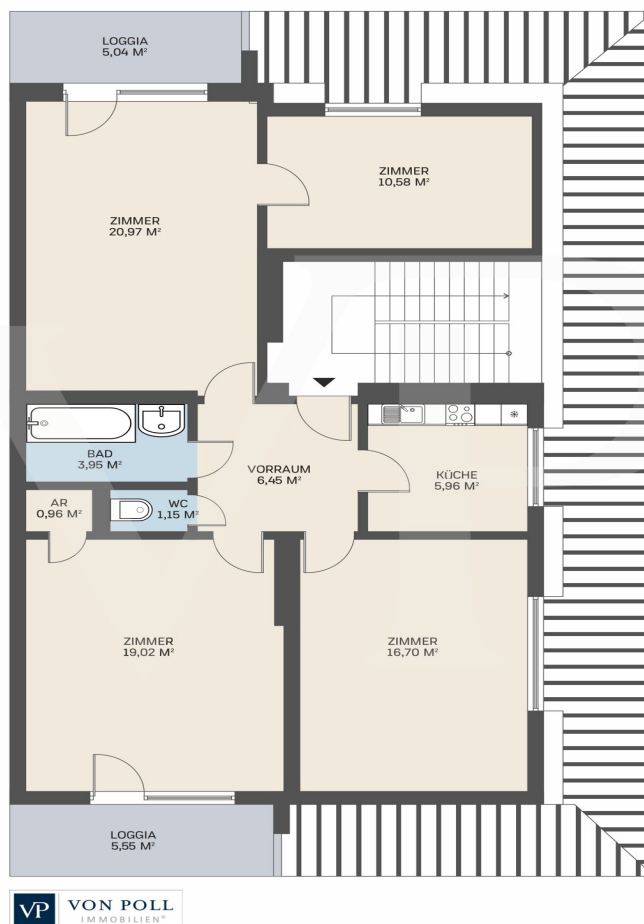 LOGGIA
5,04 M²
ZIMMER
10,58 M²
ZIMMER
20,97 M²
BAD
3,95 M²
VORRAUM
6,45 M²
KÜCHE
5,96 M²
AR
0,96 M²
WC
1,15 M²
ZIMMER
19,02 M²
ZIMMER
16,70 M²
LOGGIA
5,55 M²
VP
VON POLL
IMMOBILIEN®